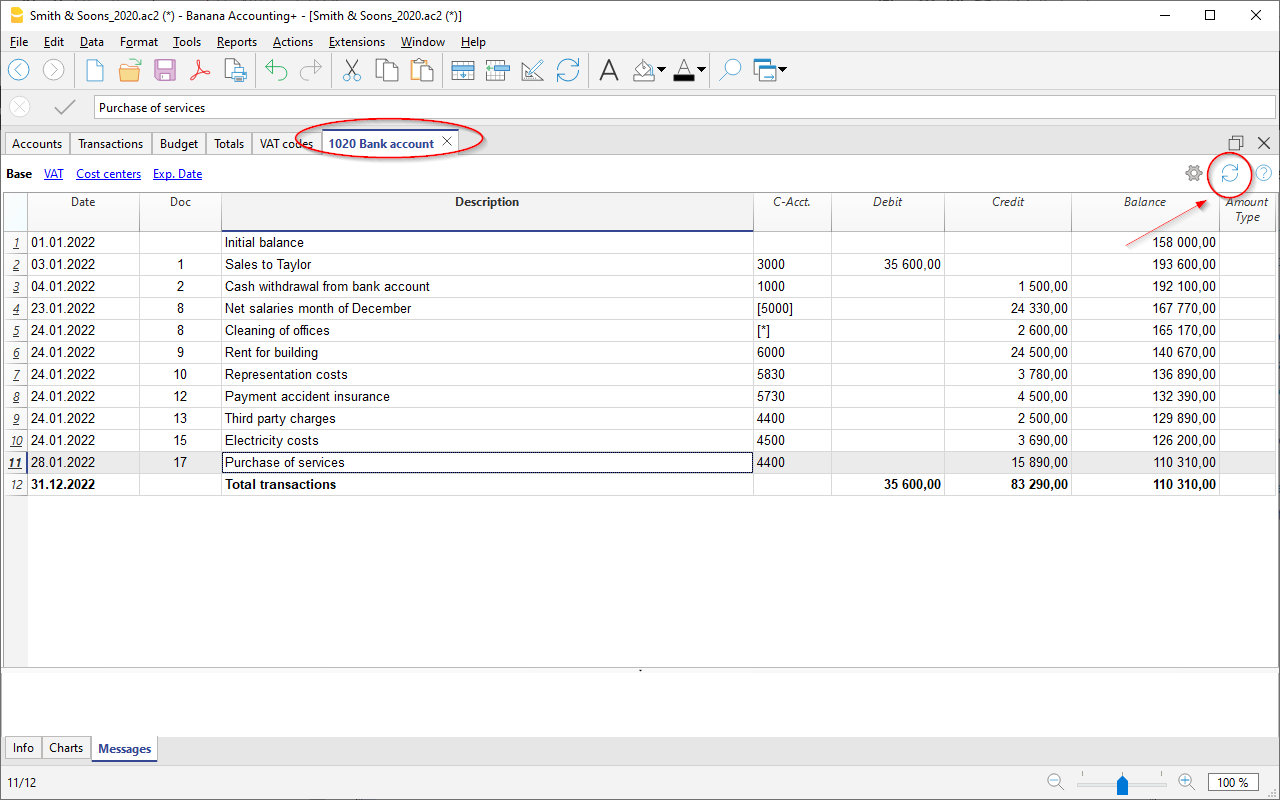 Smith & Soons_2020.ac2 (*) - Banana Accounting+ - [Smith & Soons_2020.ac2 (*)]
File Edit Data Format Tools Reports Actions Extensions Window Help
Purchase of services
Accounts Transactions Budget Totals VAT codes 1020 Bank account
Base VAT Cost centers Exp. Date
Date Doc Description C-Acct. Debit Credit Balance Amount Type
1 01.01.2022 Initial balance 158 000,00
2 03.01.2022 1 Sales to Taylor 3000 35 600,00 193 600,00
3 04.01.2022 2 Cash withdrawal from bank account 1000 1 500,00 192 100,00
4 23.01.2022 8 Net salaries month of December [5000] 24 330,00 167 770,00
5 24.01.2022 8 Cleaning of offices [*] 2 600,00 165 170,00
6 24.01.2022 9 Rent for building 6000 24 500,00 140 670,00
7 24.01.2022 10 Representation costs 5830 3 780,00 136 890,00
8 24.01.2022 12 Payment accident insurance 5730 4 500,00 132 390,00
9 24.01.2022 13 Third party charges 4400 2 500,00 129 890,00
10 24.01.2022 15 Electricity costs 4500 3 690,00 126 200,00
11 28.01.2022 17 Purchase of services 4400 15 890,00 110 310,00
12 31.12.2022 Total transactions 35 600,00 83 290,00 110 310,00
Info Charts Messages
11/12 100 %